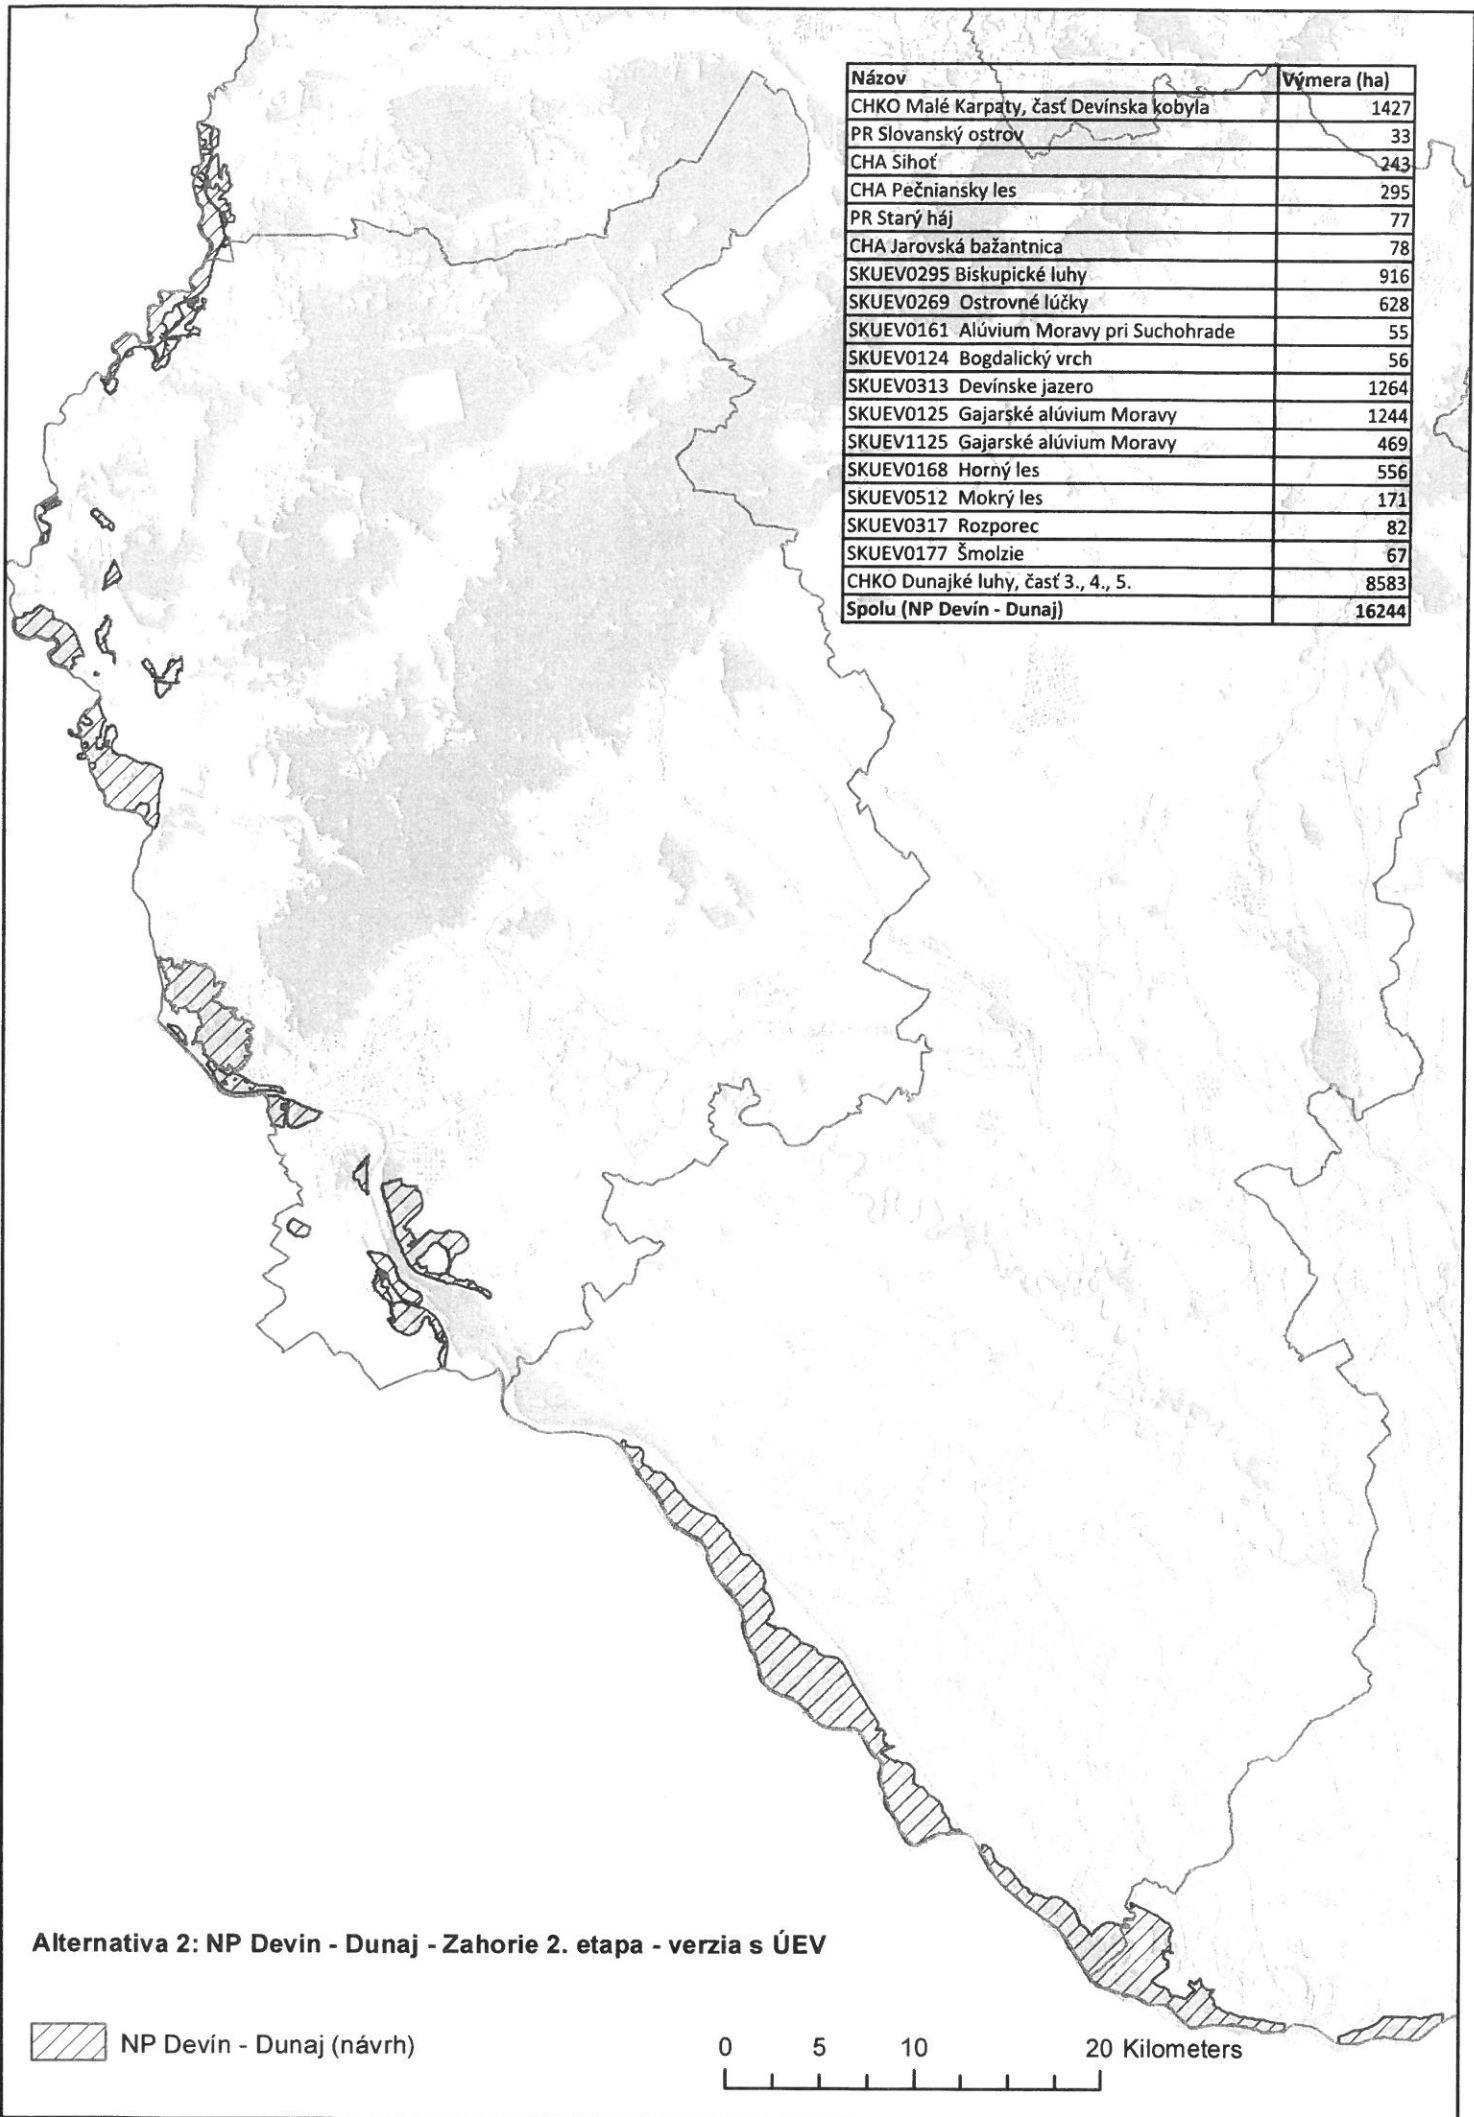 Názov Výmera (ha)
CHKO Malé Karpaty, časť Devínska kobyla 1427
PR Slovanský ostrov 33
CHA Sihoť 243
CHA Pečniansky les 295
PR Starý háj 77
CHA Jarovská bažantnica 78
SKUEV0295 Biskupické luhy 916
SKUEV0269 Ostrovné lúčky 628
SKUEV0161 Alúvium Moravy pri Suchohrade 55
SKUEV0124 Bogdalický vrch 56
SKUEV0313 Devínske jazero 1264
SKUEV0125 Gajarské alúvium Moravy 1244
SKUEV1125 Gajarské alúvium Moravy 469
SKUEV0168 Horný les 556
SKUEV0512 Mokrý les 171
SKUEV0317 Rozporec 82
SKUEV0177 Šmolzie 67
CHKO Dunajké luhy, časť 3., 4., 5. 8583
Spolu (NP Devín - Dunaj) 16244
Alternatíva 2: NP Devin - Dunaj - Zahorie 2. etapa - verzia s ÚEV
NP Devín - Dunaj (návrh)
0 5 10 20 Kilometers